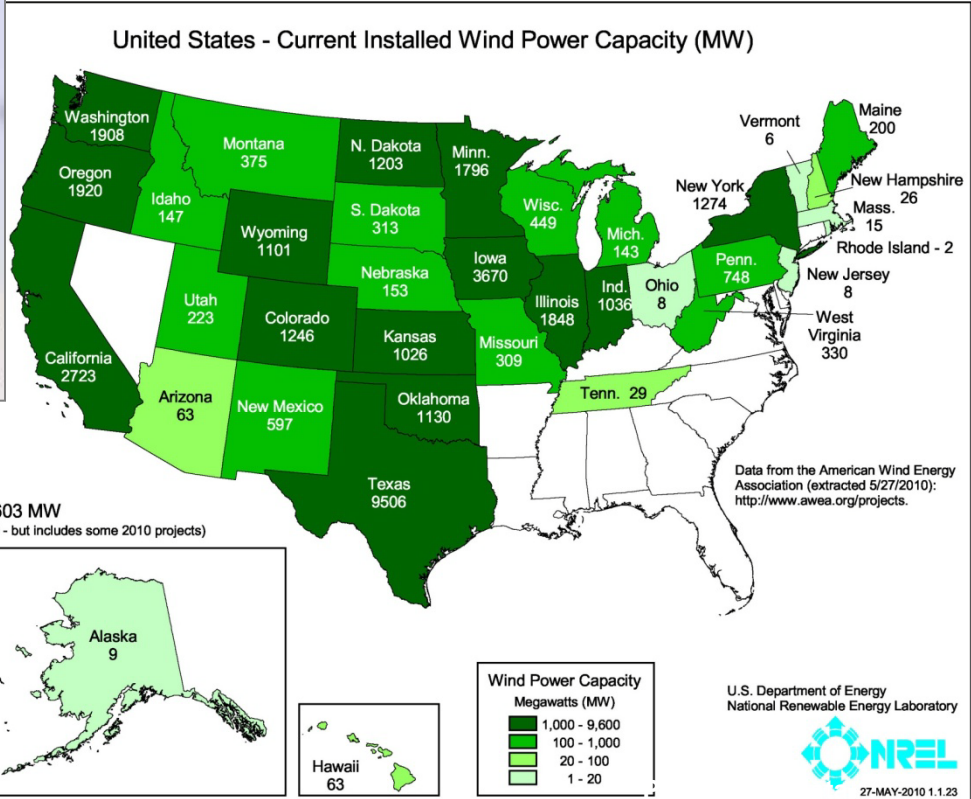 United States - Current Installed Wind Power Capacity (MW)
Washington
1908
Oregon
1920
California
2723
Idaho
147
Montana
375
Wyoming
1101
Utah
223
Colorado
1246
Arizona
63
New Mexico
597
N. Dakota
1203
S. Dakota
313
Nebraska
153
Kansas
1026
Oklahoma
1130
Texas
9506
Minn.
1796
Iowa
3670
Missouri
309
Wisc.
449
Illinois
1848
Mich.
143
Ind.
1036
Ohio
8
Tenn. 29
Penn.
748
New York
1274
Vermont
6
Maine
200
New Hampshire
26
Mass.
15
Rhode Island - 2
New Jersey
8
West
Virginia
330
Data from the American Wind Energy
Association (extracted 5/27/2010):
http://www.awea.org/projects.
603 MW
- but includes some 2010 projects)
Alaska
9
Hawaii
63
Wind Power Capacity
Megawatts (MW)
1,000 - 9,600
100 - 1,000
20 - 100
1 - 20
U.S. Department of Energy
National Renewable Energy Laboratory
NREL
27-MAY-2010 1.1.23